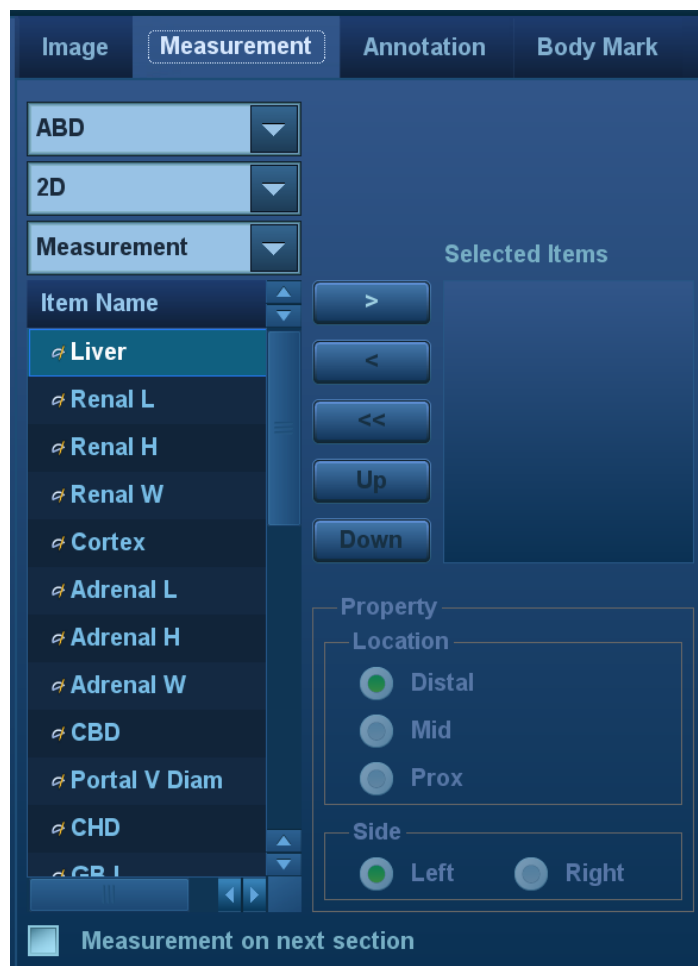 Image Measurement Annotation Body Mark
ABD
2D
Measurement
Selected Items
Item Name
>
Liver
<
Renal L
<<
Renal H
Up
Renal W
Down
Cortex
Adrenal L
Property
Adrenal H
Location
Adrenal W
Distal
CBD
Mid
Portal V Diam
Prox
CHD
Side
GB L
Left Right
Measurement on next section